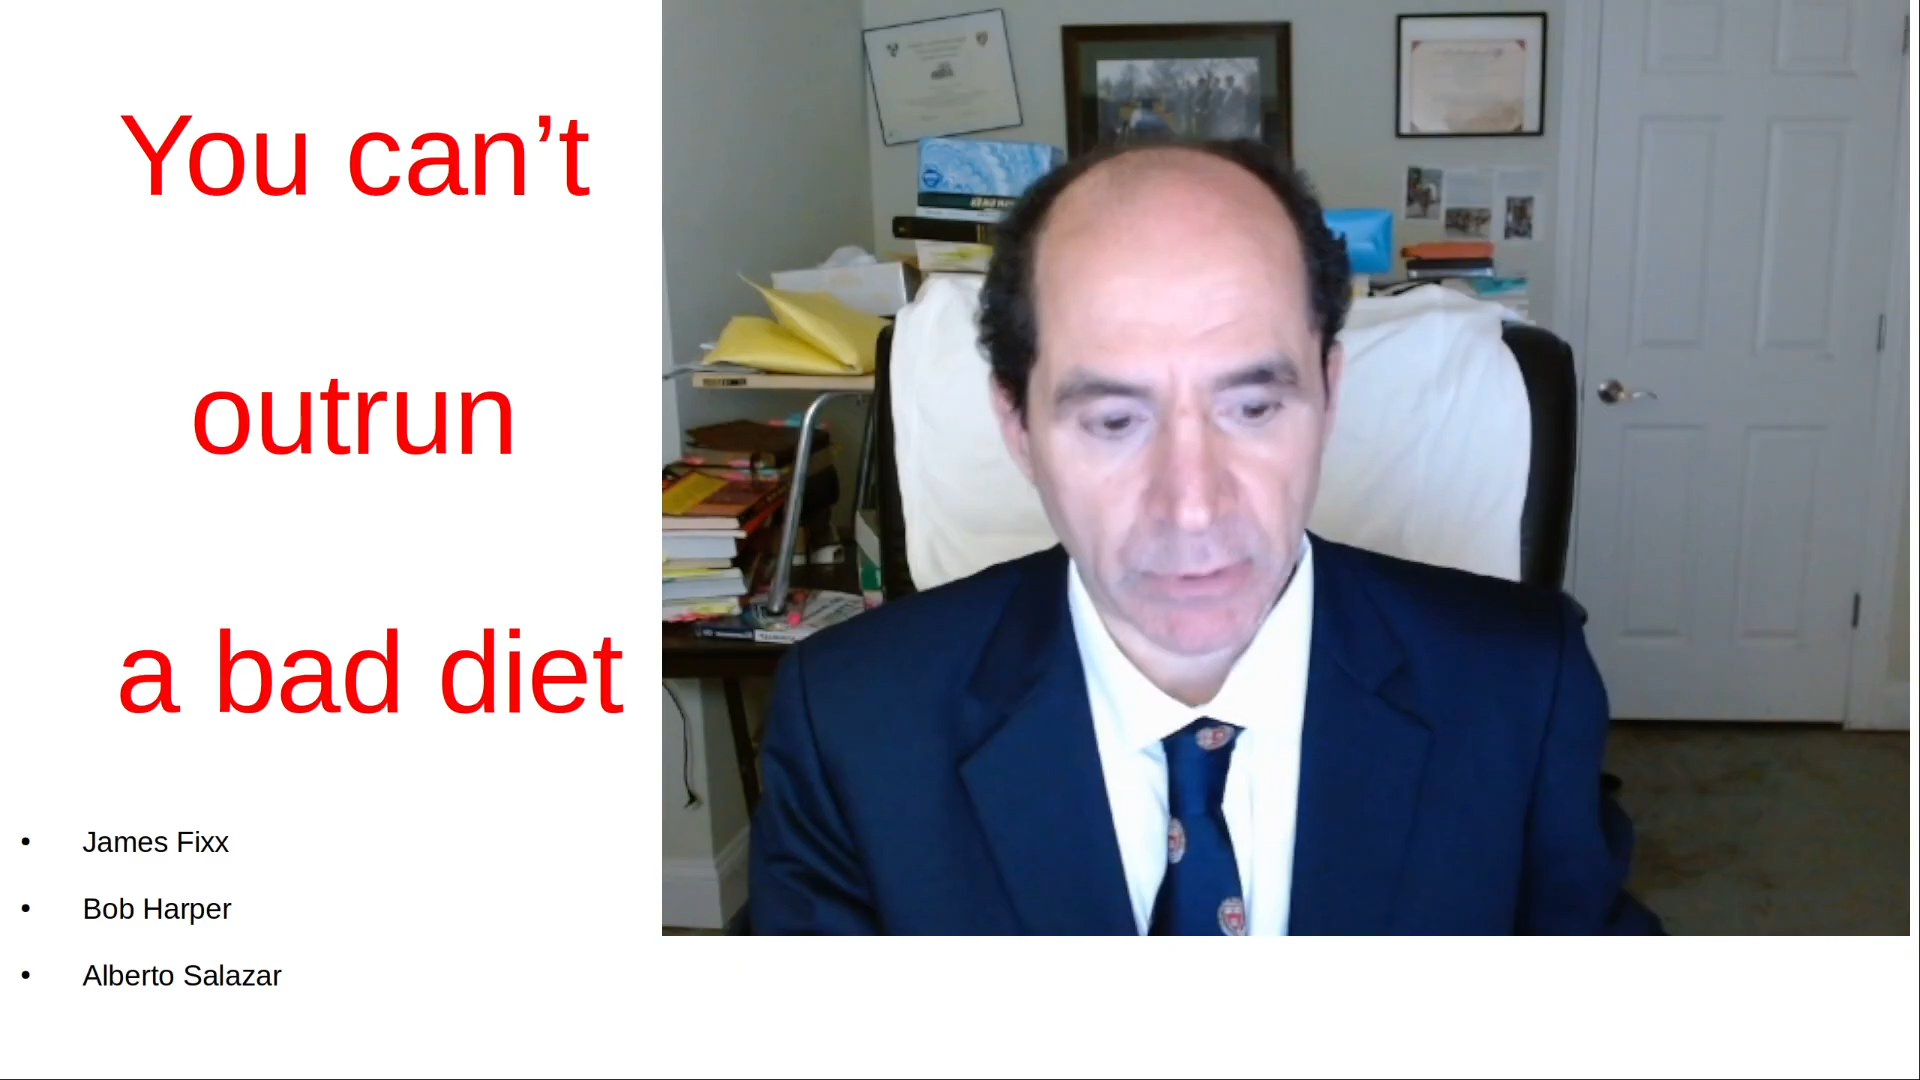 You can’t
outrun
a bad diet
• James Fixx
• Bob Harper
• Alberto Salazar